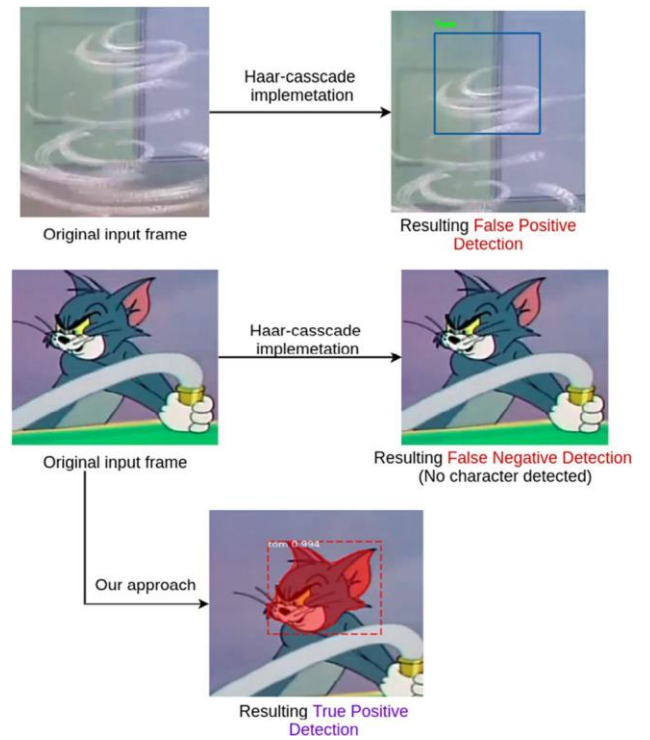 Haar-casscade
implemetation
Original input frame
Resulting False Positive
Detection
Haar-casscade
implemetation
Original input frame
Resulting False Negative Detection
(No character detected)
Our approach
tom 0.994
Resulting True Positive
Detection